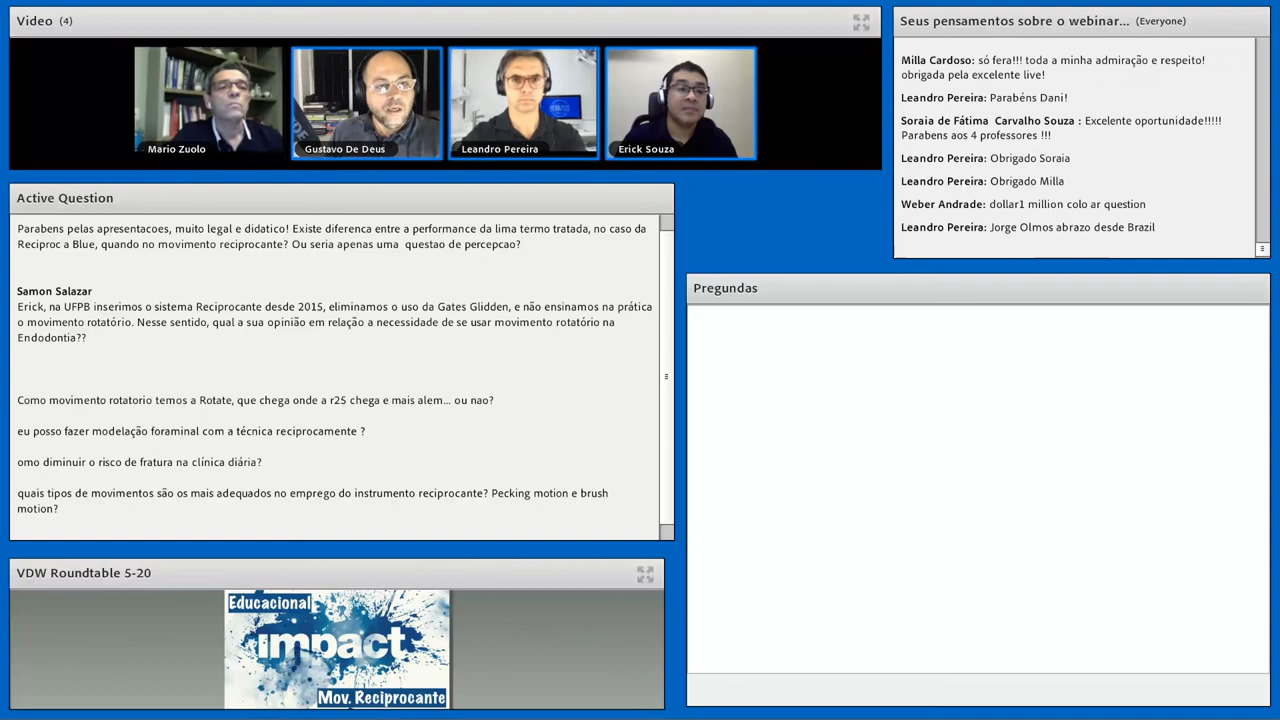 Video (4)
Mario Zuolo
Gustavo De Deus
Leandro Pereira
Erick Souza
Seus pensamentos sobre o webinar... (Everyone)
Milla Cardoso: só fera!!! toda a minha admiração e respeito!
obrigada pela excelente live!
Leandro Pereira: Parabéns Dani!
Soraia de Fátima Carvalho Souza : Excelente oportunidade!!!!!
Parabens aos 4 professores !!!
Leandro Pereira: Obrigado Soraia
Leandro Pereira: Obrigado Milla
Weber Andrade: dollar1 million colo ar question
Leandro Pereira: Jorge Olmos abrazo desde Brazil
Active Question
Parabens pelas apresentacoes, muito legal e didatico! Existe diferenca entre a performance da lima termo tratada, no caso da
Reciproc a Blue, quando no movimento reciprocante? Ou seria apenas uma questao de percepcao?
Samon Salazar
Erick, na UFPB inserimos o sistema Reciprocante desde 2015, eliminamos o uso da Gates Glidden, e não ensinamos na prática
o movimento rotatório. Nesse sentido, qual a sua opinião em relação a necessidade de se usar movimento rotatório na
Endodontia??
Como movimento rotatorio temos a Rotate, que chega onde a r25 chega e mais alem... ou nao?
eu posso fazer modelação foraminal com a técnica reciprocamente ?
omo diminuir o risco de fratura na clínica diária?
quais tipos de movimentos são os mais adequados no emprego do instrumento reciprocante? Pecking motion e brush
motion?
Pregundas
VDW Roundtable 5-20
Educacional
impact
Mov. Reciprocante